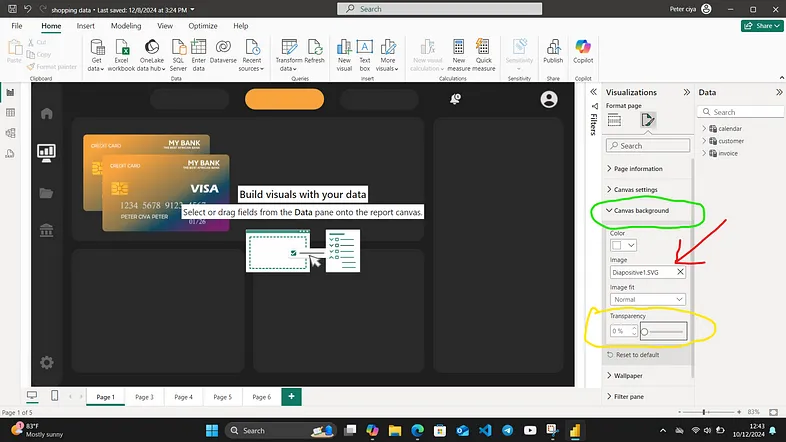 shopping data • Last saved: 12/8/2024 at 3:24 PM
Search
Peter ciya
File
Home
Insert
Modeling
View
Optimize
Help
Share
Paste
Cut
Copy
Format painter
Clipboard
Get data
Excel workbook
OneLake data hub
SQL Server
Enter data
Dataverse
Recent sources
Data
Transform data
Refresh
Queries
New visual
Text box
More visuals
Insert
New visual calculation
New measure
Quick measure
Calculations
Sensitivity
Sensitivity
Publish
Share
Copilot
Copilot
CREDIT CARD
MY BANK
CREDIT CARD
MY BANK
VISA
1234 5678 9123 4567
PETER CIYA PETER
01/26
Build visuals with your data
Select or drag fields from the Data pane onto the report canvas.
Filters
Visualizations
Format page
Search
Page information
Canvas settings
Canvas background
Color
Image
Diapositive1.SVG
Image fit
Normal
Transparency
0 %
Reset to default
Wallpaper
Filter pane
Data
Search
calendar
customer
invoice
Page 1
Page 3
Page 4
Page 5
Page 6
Page 1 of 5
83%
83°F
Mostly sunny
Search
12:43
10/12/2024